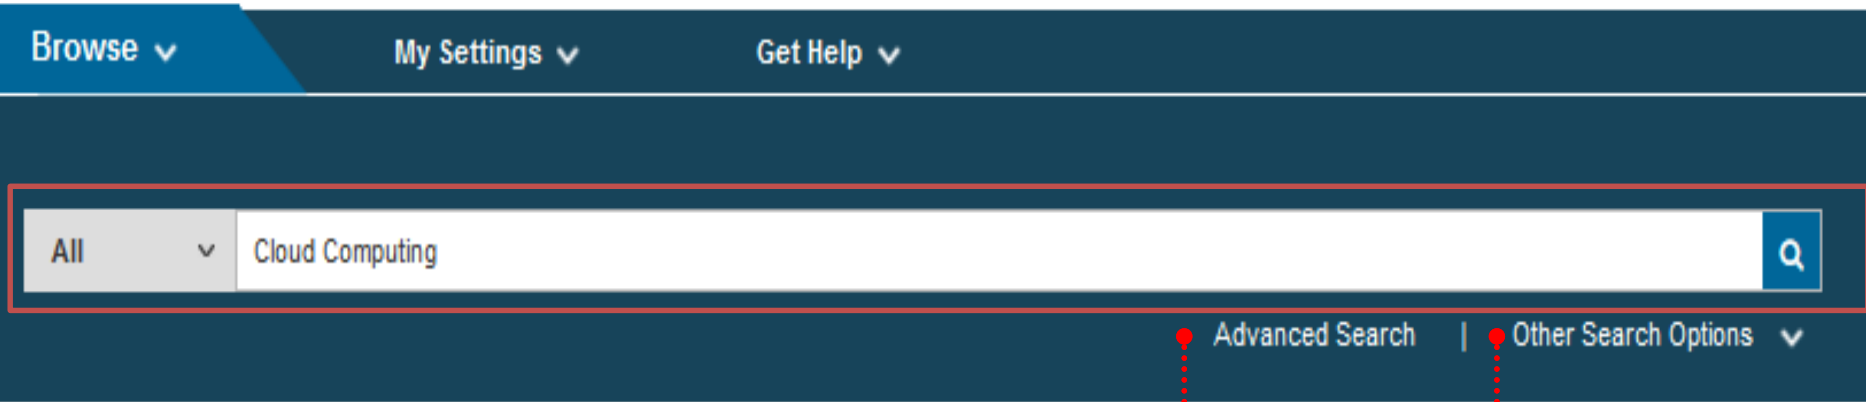 Browse My Settings Get Help
All Cloud Computing
Advanced Search | Other Search Options